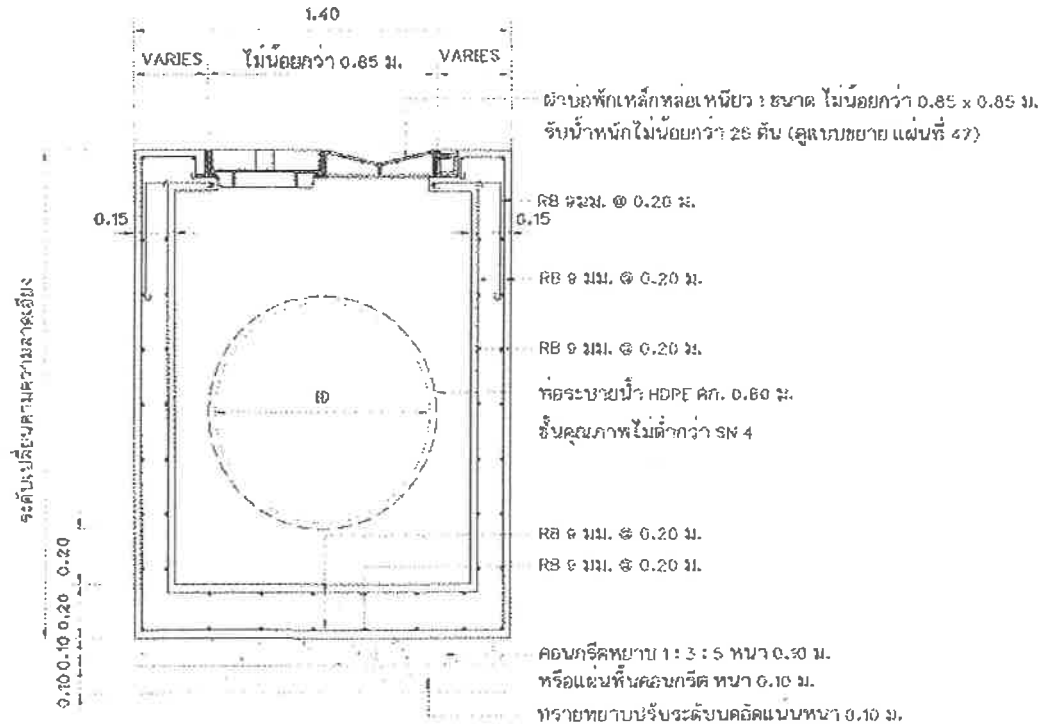 1.40
VARIES ไม่น้อยกว่า 0.85 ม. VARIES
ฝาบ่อพักเหล็กหล่อเหนียว : ขนาด ไม่น้อยกว่า 0.85 x 0.85 ม.
รับน้ำหนักไม่น้อยกว่า 25 ตัน (ดูแบบขยาย แผ่นที่ 47)
RB 9 มม. @ 0.20 ม.
0.15
0.15
RB 9 มม. @ 0.20 ม.
RB 9 มม. @ 0.20 ม.
ท่อระบายน้ำ HDPE ศก. 0.80 ม.
ID
ชั้นคุณภาพไม่ต่ำกว่า SN 4
ระดับเปลี่ยนตามความลาดเอียง
RB 9 มม. @ 0.20 ม.
RB 9 มม. @ 0.20 ม.
0.10 0.10 0.20 0.20
คอนกรีตหยาบ 1 : 3 : 5 หนา 0.10 ม.
หรือแผ่นพื้นคอนกรีต หนา 0.10 ม.
ทรายหยาบปรับระดับบดอัดแน่นหนา 0.10 ม.